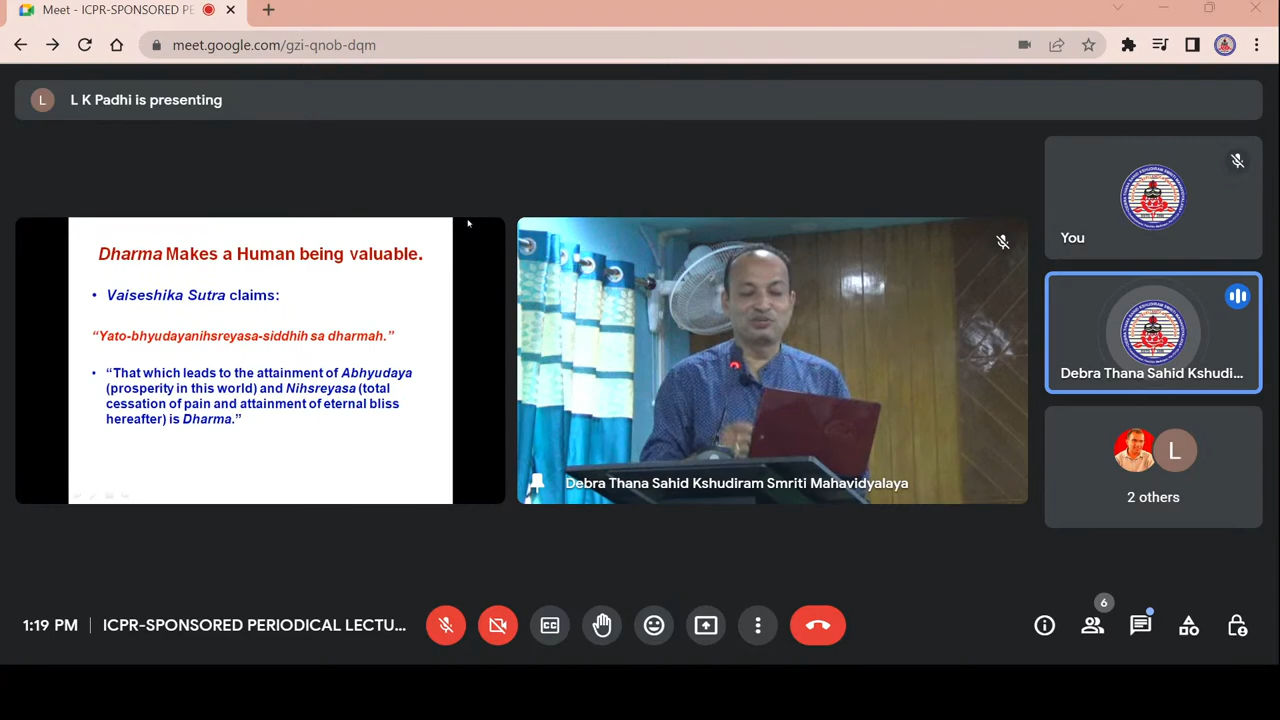 Meet - ICPR-SPONSORED PE
meet.google.com/gzi-qnob-dqm
L
L K Padhi is presenting
Dharma Makes a Human being valuable.
• Vaiseshika Sutra claims:
“Yato-bhyudayanihsreyasa-siddhih sa dharmah.”
• “That which leads to the attainment of Abhyudaya
(prosperity in this world) and Nihsreyasa (total
cessation of pain and attainment of eternal bliss
hereafter) is Dharma.”
Debra Thana Sahid Kshudiram Smriti Mahavidyalaya
You
Debra Thana Sahid Kshudi...
L
2 others
1:19 PM
ICPR-SPONSORED PERIODICAL LECTU...
CC
6